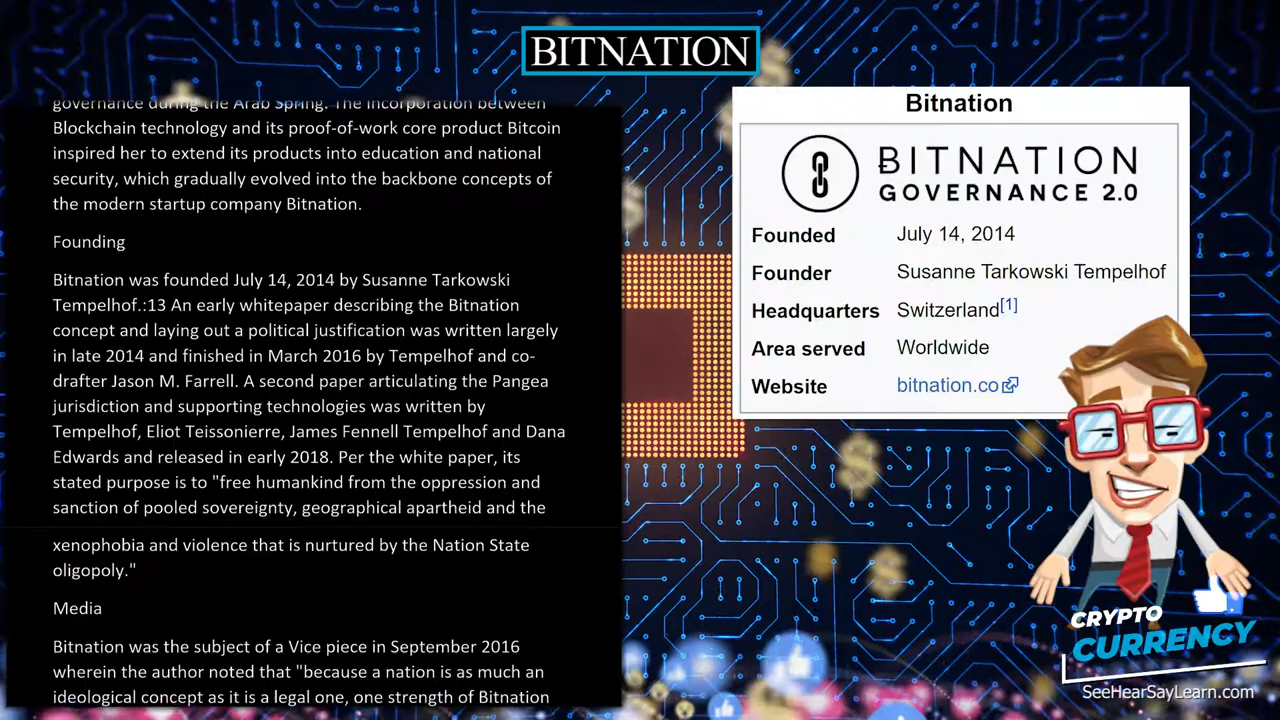 BITNATION
governance during the Arab Spring. The incorporation between
Blockchain technology and its proof-of-work core product Bitcoin
inspired her to extend its products into education and national
security, which gradually evolved into the backbone concepts of
the modern startup company Bitnation.
Founding
Bitnation was founded July 14, 2014 by Susanne Tarkowski
Tempelhof.:13 An early whitepaper describing the Bitnation
concept and laying out a political justification was written largely
in late 2014 and finished in March 2016 by Tempelhof and co-
drafter Jason M. Farrell. A second paper articulating the Pangea
jurisdiction and supporting technologies was written by
Tempelhof, Eliot Teissonierre, James Fennell Tempelhof and Dana
Edwards and released in early 2018. Per the white paper, its
stated purpose is to "free humankind from the oppression and
sanction of pooled sovereignty, geographical apartheid and the
xenophobia and violence that is nurtured by the Nation State
oligopoly."
Media
Bitnation was the subject of a Vice piece in September 2016
wherein the author noted that "because a nation is as much an
ideological concept as it is a legal one, one strength of Bitnation
Bitnation
BITNATION
GOVERNANCE 2.0
Founded July 14, 2014
Founder Susanne Tarkowski Tempelhof
Headquarters Switzerland[1]
Area served Worldwide
Website bitnation.co
CRYPTO
CURRENCY
SeeHearSayLearn.com